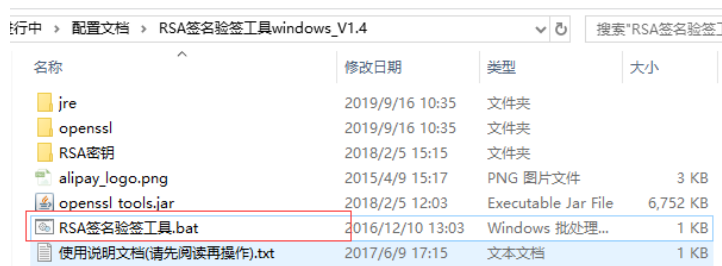 行中 › 配置文档 › RSA签名验签工具windows_V1.4 搜索"RSA签名验签
名称 修改日期 类型 大小
jre 2019/9/16 10:35 文件夹
openssl 2019/9/16 10:35 文件夹
RSA密钥 2018/2/5 15:15 文件夹
alipay_logo.png 2015/4/9 15:17 PNG 图片文件 3 KB
openssl tools.jar 2018/2/5 12:03 Executable Jar File 6,752 KB
RSA签名验签工具.bat 2016/12/10 13:03 Windows 批处理... 1 KB
使用说明文档(请先阅读再操作).txt 2017/6/9 17:15 文本文档 1 KB